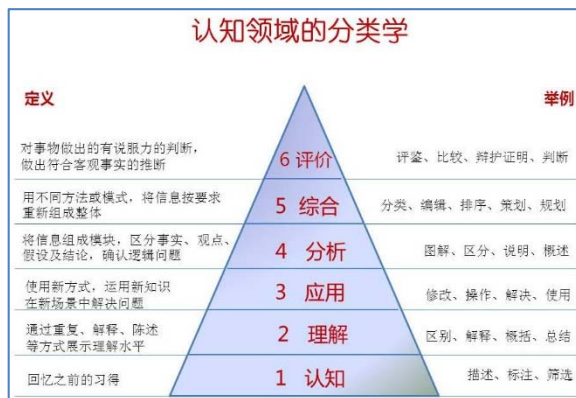 认知领域的分类学
定义
举例
对事物做出的有说服力的判断,
做出符合客观事实的推断
6 评价
评鉴、比较、辩护证明、判断
用不同方法或模式,将信息按要求
重新组成整体
5 综合
分类、编辑、排序、策划、规划
将信息组成模块,区分事实、观点、
假设及结论,确认逻辑问题
4 分析
图解、区分、说明、概述
使用新方式,运用新知识
在新场景中解决问题
3 应用
修改、操作、解决、使用
通过重复、解释、陈述
等方式展示理解水平
2 理解
区别、解释、概括、总结
回忆之前的习得
1 认知
描述、标注、筛选